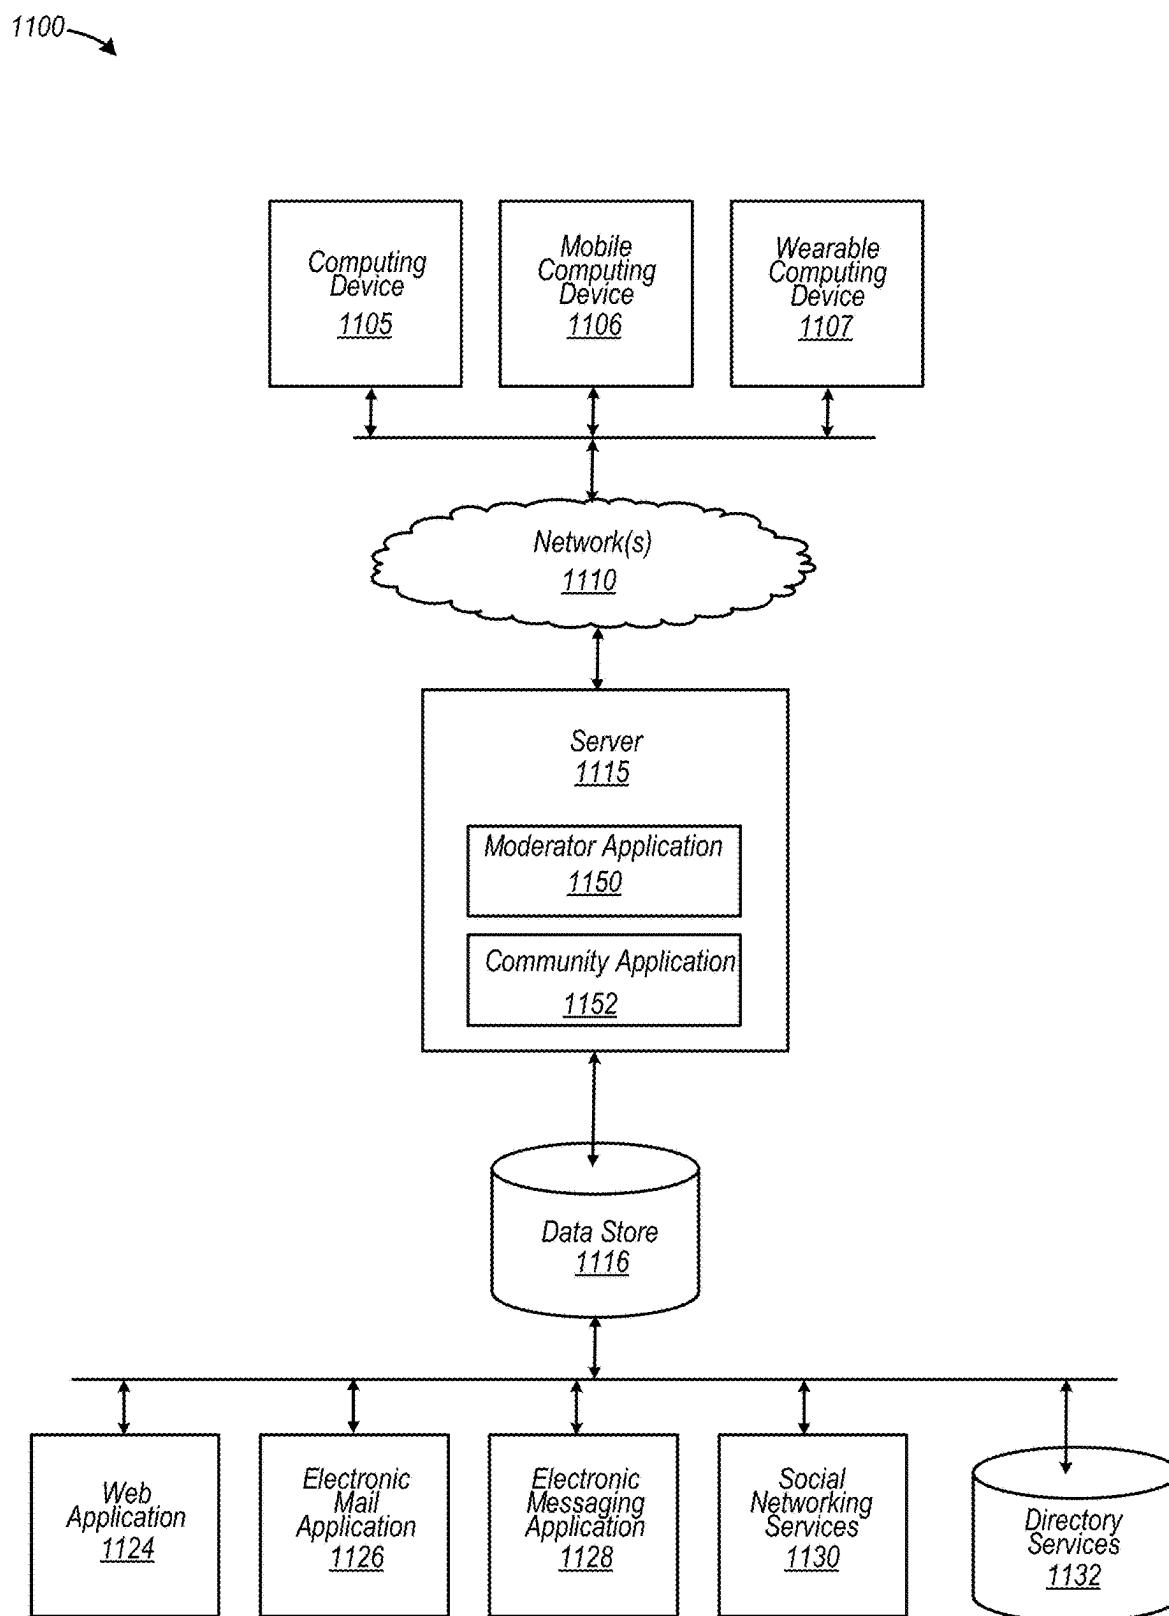 1100
Computing
Device
1105
Mobile
Computing
Device
1106
Wearable
Computing
Device
1107
Network(s)
1110
Server
1115
Moderator Application
1150
Community Application
1152
Data Store
1116
Web
Application
1124
Electronic
Mail
Application
1126
Electronic
Messaging
Application
1128
Social
Networking
Services
1130
Directory
Services
1132